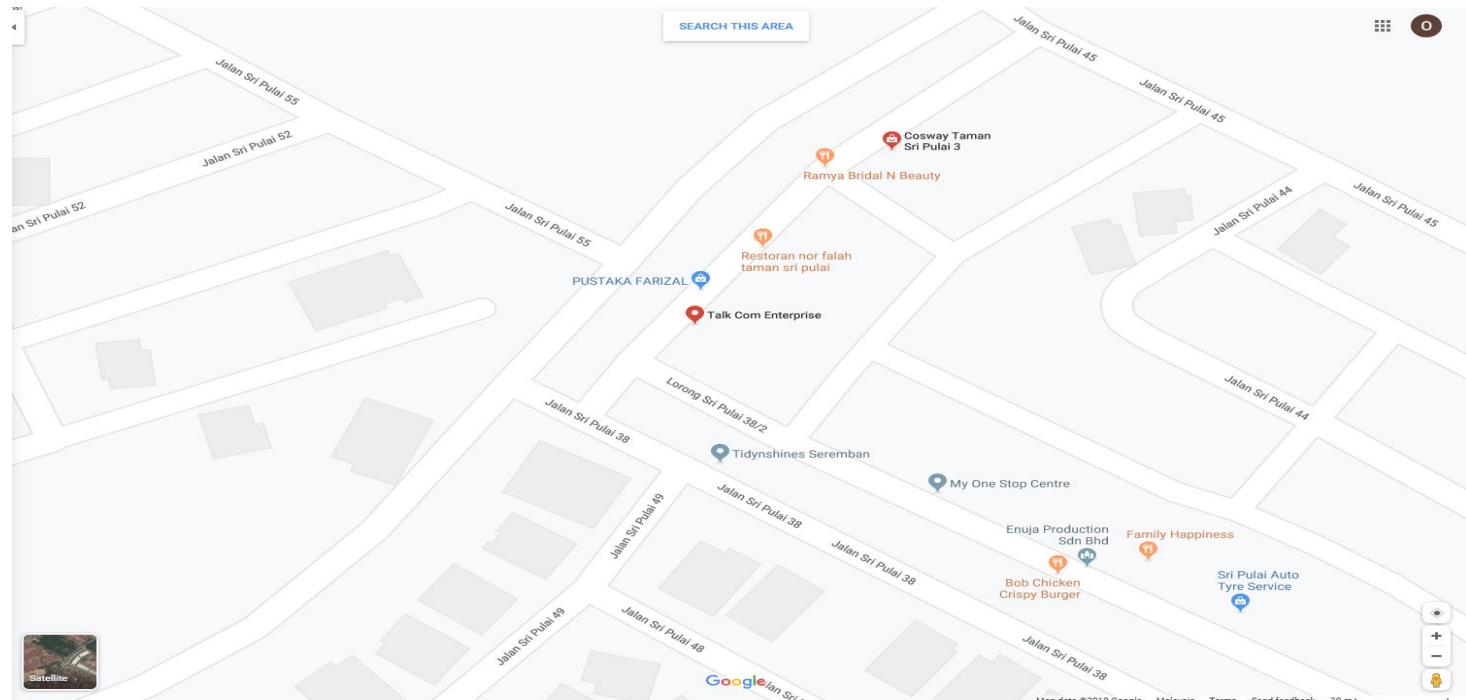 SEARCH THIS AREA
O
Jalan Sri Pulai 45
Jalan Sri Pulai 55
Jalan Sri Pulai 45
Jalan Sri Pulai 52
Cosway Taman
Sri Pulai 3
Ramya Bridal N Beauty
Jalan Sri Pulai 44
Jalan Sri Pulai 45
an Sri Pulai 52
Jalan Sri Pulai 55
Restoran nor falah
taman sri pulai
PUSTAKA FARIZAL
Talk Com Enterprise
Lorong Sri Pulai 38/2
Jalan Sri Pulai 44
Jalan Sri Pulai 38
Tidynshines Seremban
My One Stop Centre
Jalan Sri Pulai 38
Jalan Sri Pulai 49
Enuja Production
Sdn Bhd
Family Happiness
Jalan Sri Pulai 38
Bob Chicken
Crispy Burger
Sri Pulai Auto
Tyre Service
Jalan Sri Pulai 49
Jalan Sri Pulai 48
Jalan Sri Pulai 38
Satellite
Google